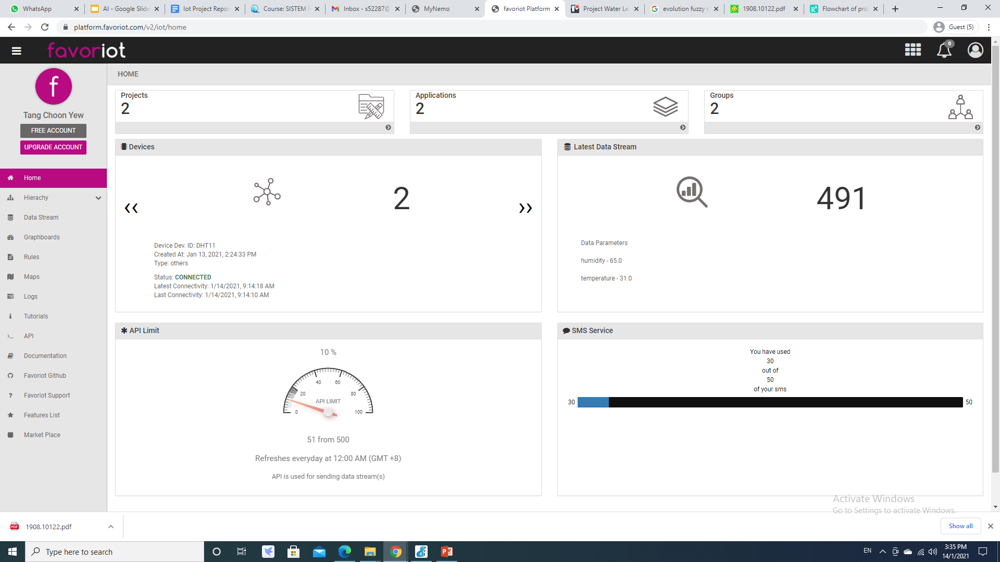 WhatsApp
AI - Google Slide
Iot Project Repor
Course: SISTEM P
Inbox - s52287@
MyNemo
favoriot Platform
Project Water Le
evolution fuzzy s
1908.10122.pdf
Flowchart of pro
platform.favoriot.com/v2/iot/home
Guest (5)
favoriot
0
f
Tang Choon Yew
FREE ACCOUNT
UPGRADE ACCOUNT
Home
Hierachy
Data Stream
Graphboards
Rules
Maps
Logs
Tutorials
API
Documentation
Favoriot Github
Favoriot Support
Features List
Market Place
HOME
Projects
2
Applications
2
Groups
2
Devices
2
Device Dev. ID: DHT11
Created At: Jan 13, 2021, 2:24:33 PM
Type: others
Status: CONNECTED
Latest Connectivity: 1/14/2021, 9:14:18 AM
Last Connectivity: 1/14/2021, 9:14:10 AM
Latest Data Stream
491
Data Parameters
humidity - 65.0
temperature - 31.0
API Limit
10 %
0 20 40 60 80 100
API LIMIT
51 from 500
Refreshes everyday at 12:00 AM (GMT +8)
API is used for sending data stream(s)
SMS Service
You have used
30
out of
50
of your sms
30 50
Activate Windows
Go to Settings to activate Windows.
PDF
1908.10122.pdf
Show all
Type here to search
EN
3:35 PM
14/1/2021